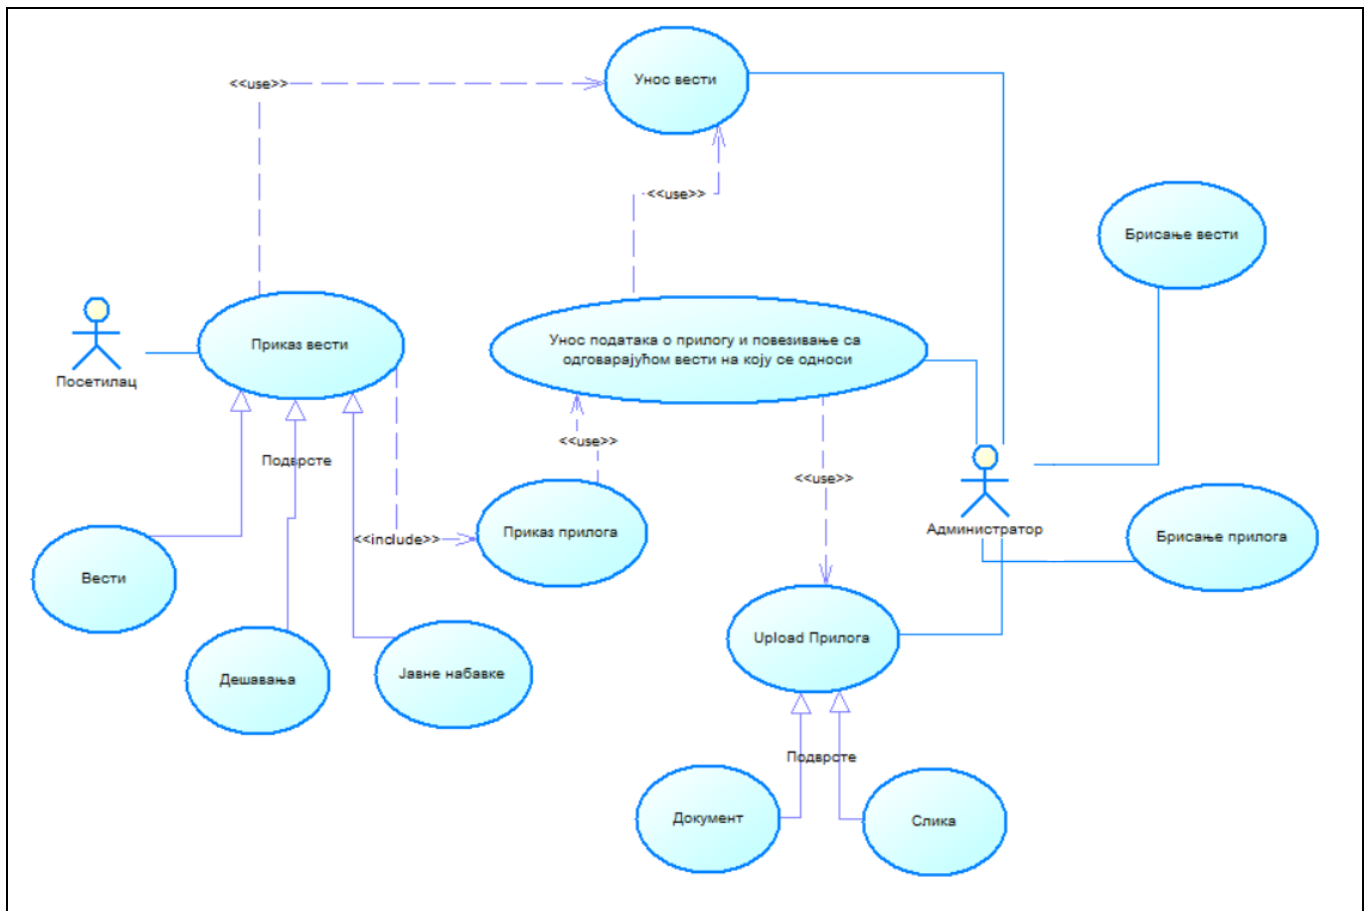 Унос вести
<<use>>
<<use>>
Брисање вести
Приказ вести
Унос података о прилогу и повезивање са
одговарајућом вести на коју се односи
Посетилац
Подврсте
<<use>>
<<use>>
Администратор
<<include>>
Приказ прилога
Брисање прилога
Вести
Дешавања
Јавне набавке
Upload Прилога
Подврсте
Документ
Слика